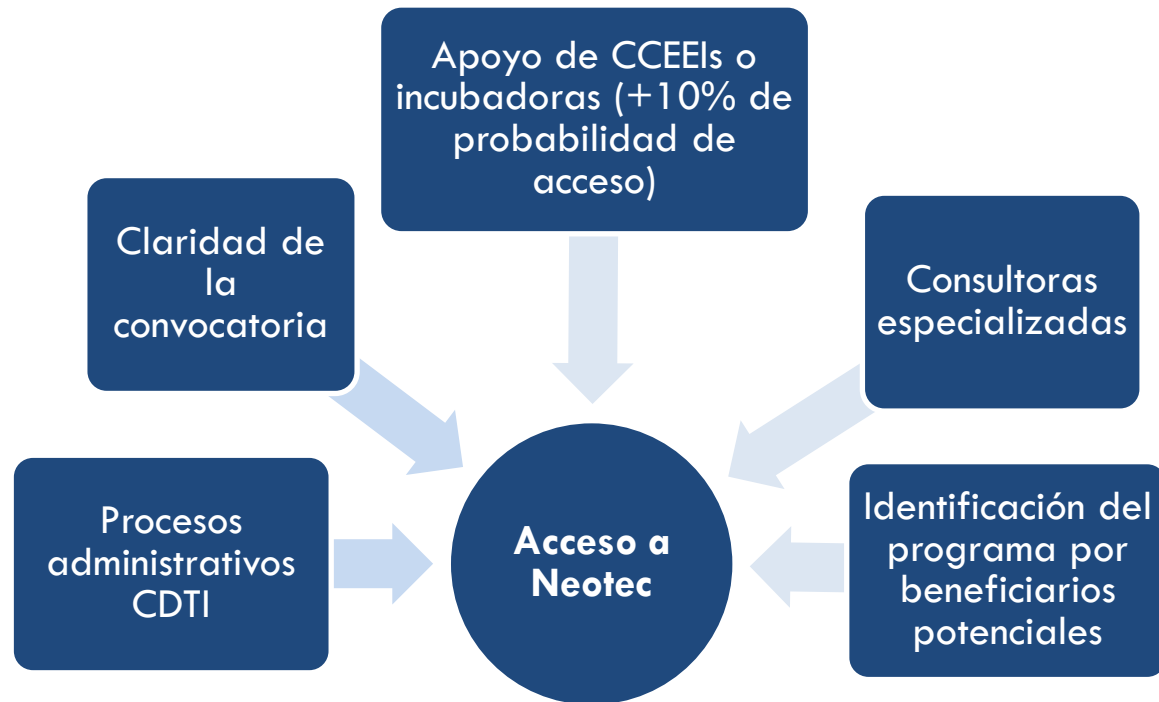 Apoyo de CCEEIs o
incubadoras (+10% de
probabilidad de
acceso)
Claridad de
la
convocatoria
Consultoras
especializadas
Procesos
administrativos
CDTI
Acceso a
Neotec
Identificación del
programa por
beneficiarios
potenciales